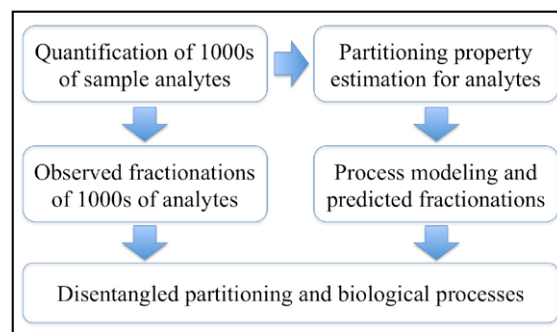 Quantification of 1000s
of sample analytes
Partitioning property
estimation for analytes
Observed fractionations
of 1000s of analytes
Process modeling and
predicted fractionations
Disentangled partitioning and biological processes